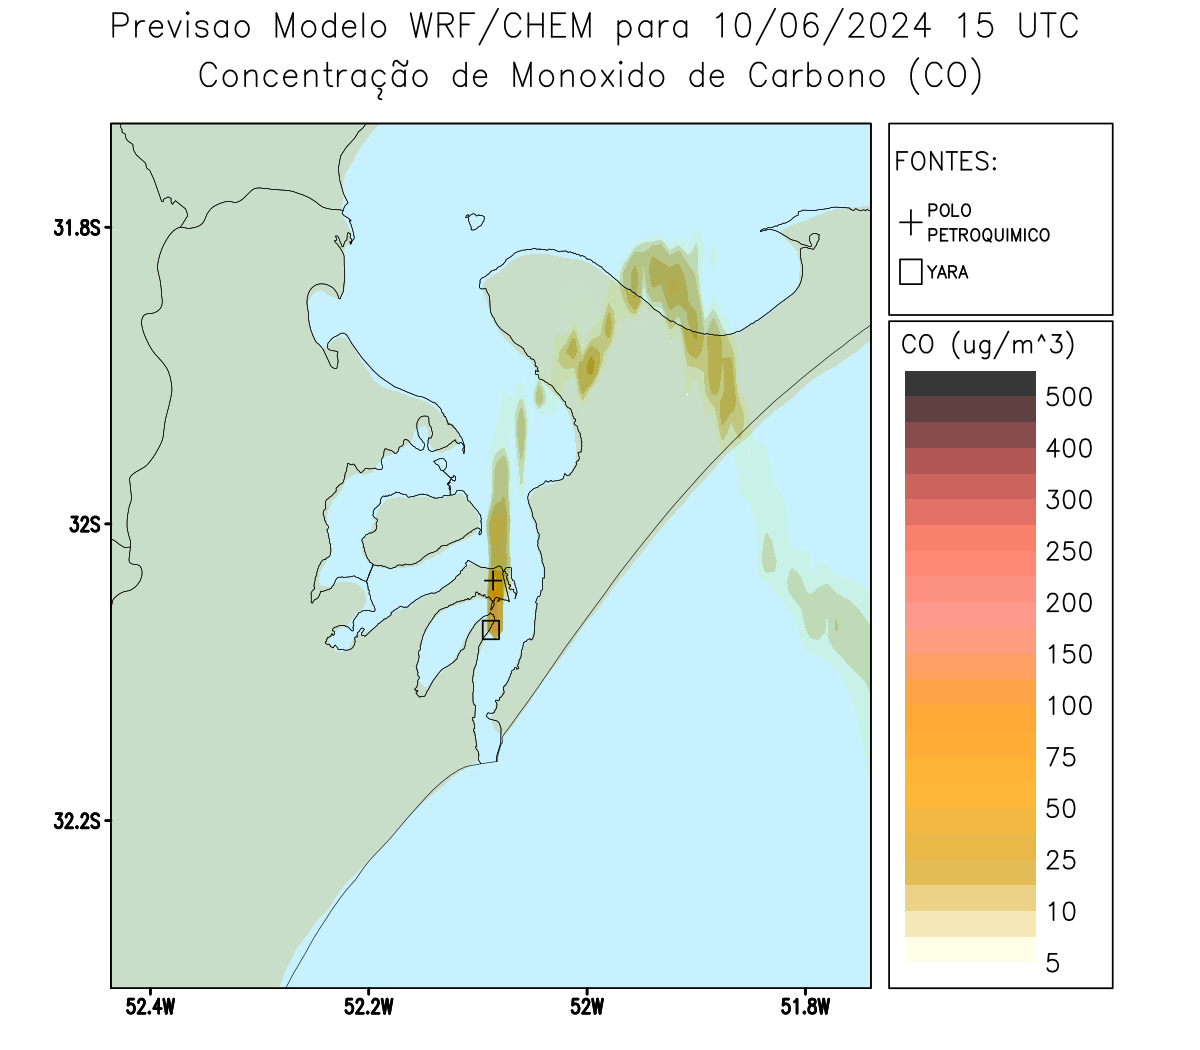 Previsao Modelo WRF/CHEM para 10/06/2024 15 UTC
Concentração de Monoxido de Carbono (CO)
FONTES:
POLO
PETROQUIMICO
YARA
CO (ug/m^3)
500
400
300
250
200
150
100
75
50
25
10
5
31.8S
32S
32.2S
52.4W
52.2W
52W
51.8W